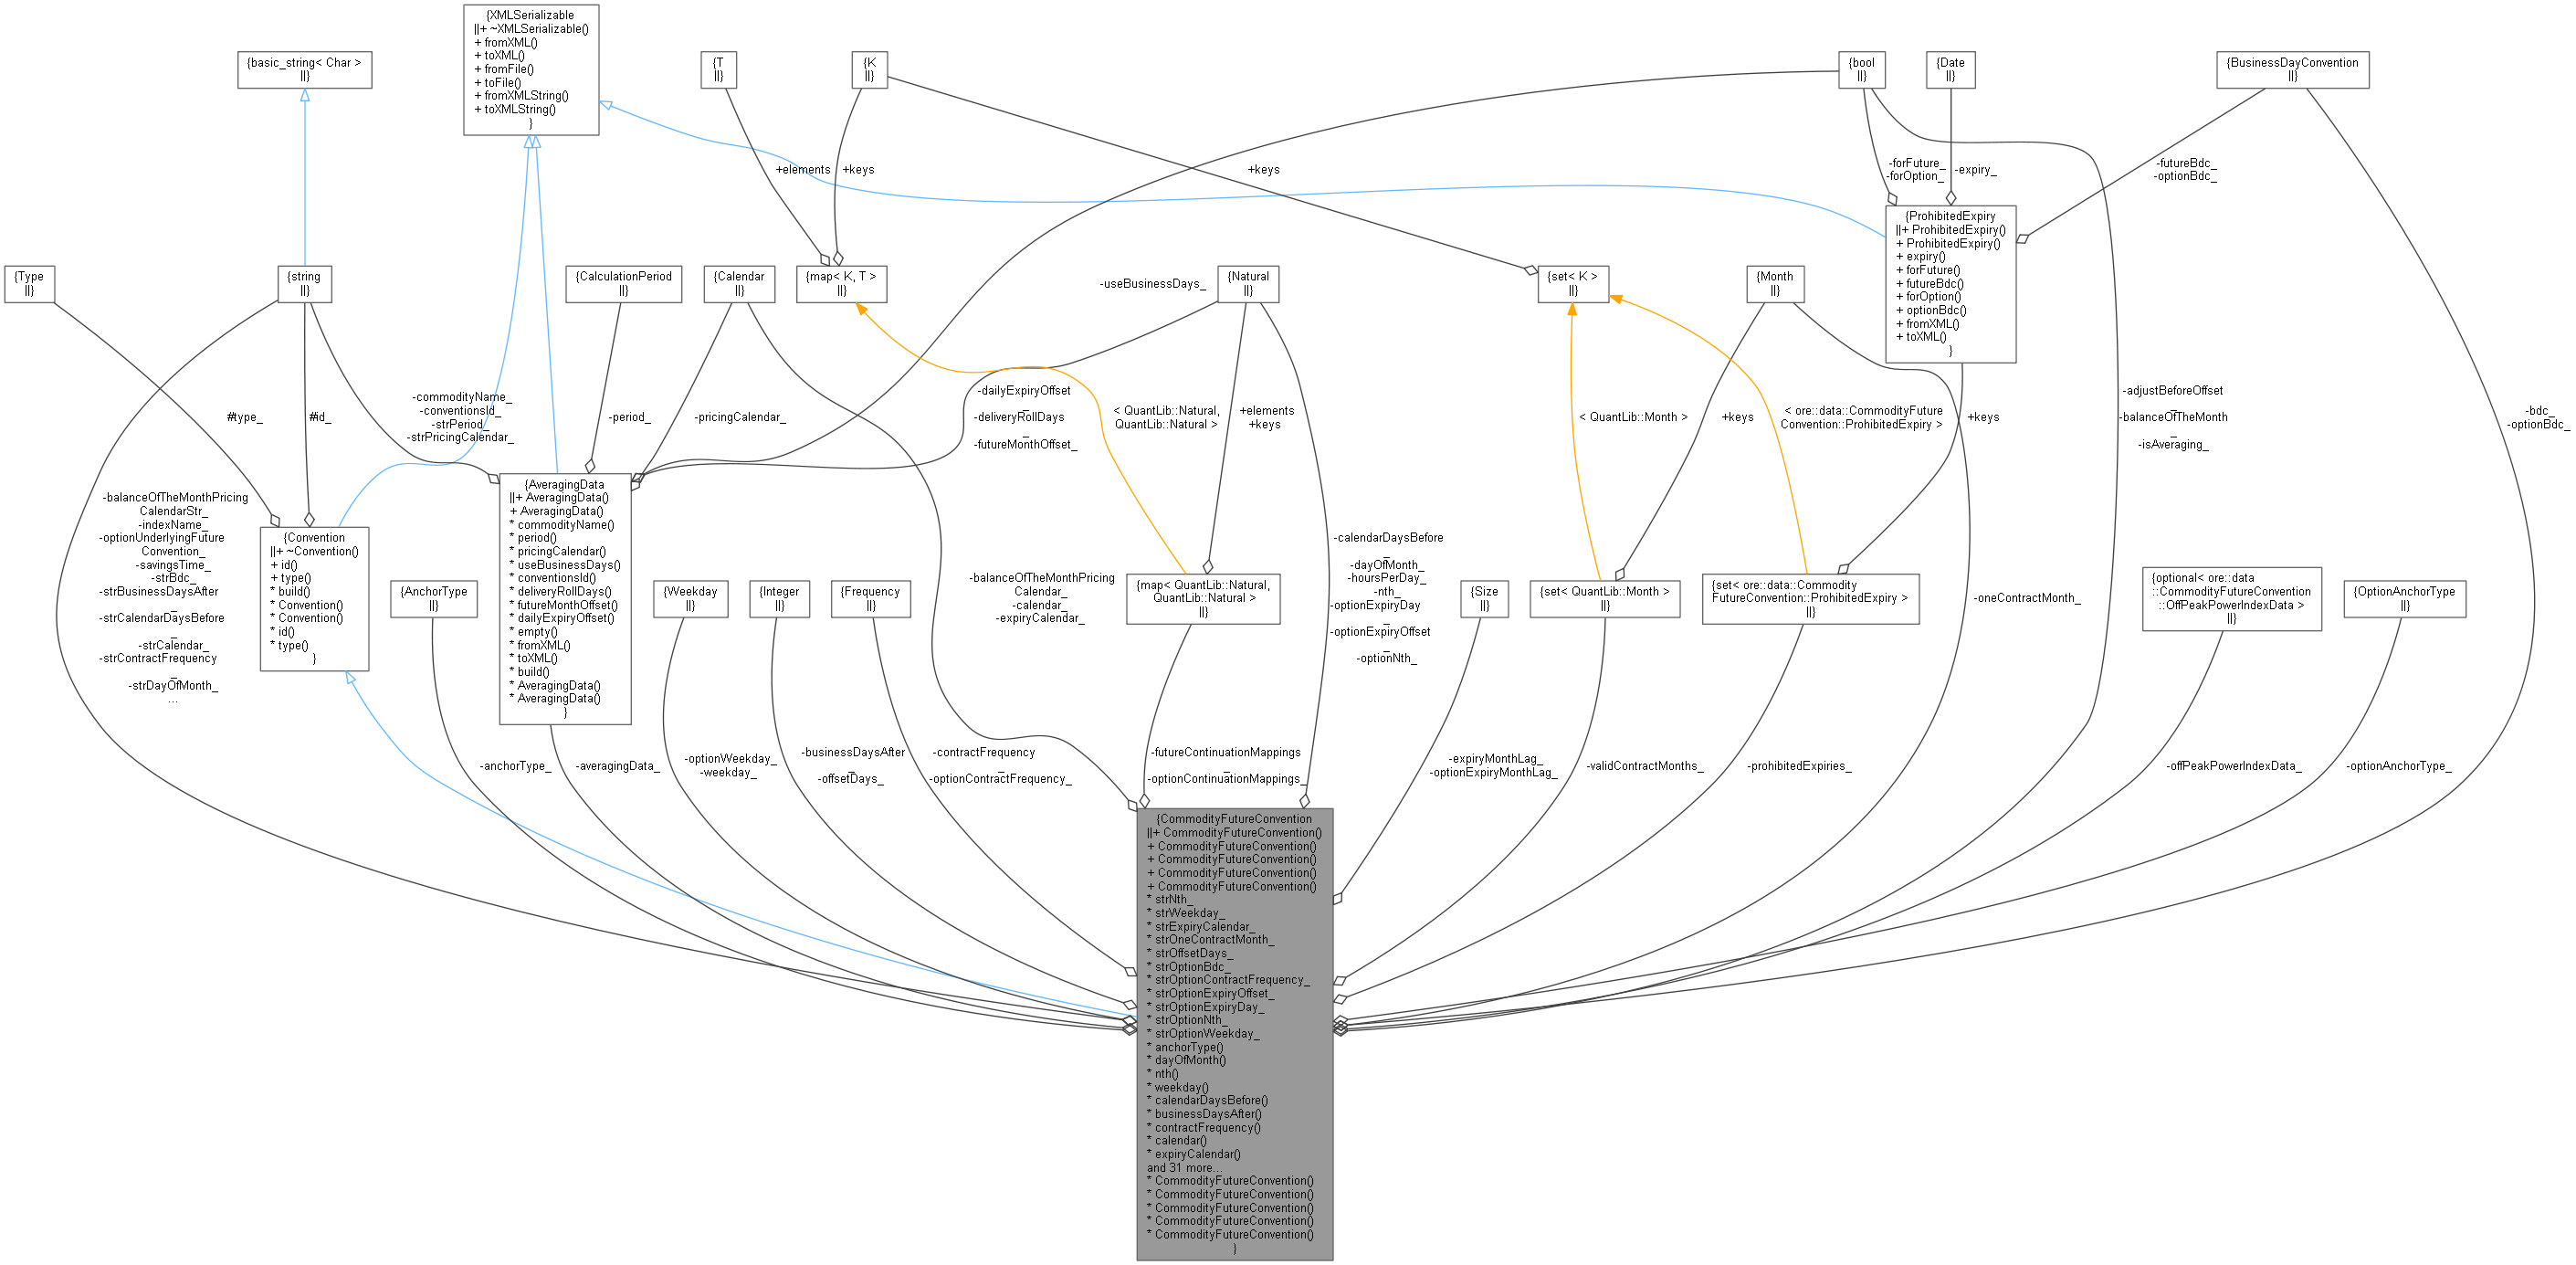 {XMLSerializable
||+ ~XMLSerializable()
+ fromXML()
+ toXML()
+ fromFile()
+ toFile()
+ fromXMLString()
+ toXMLString()
}
{basic_string< Char >
||}
{T
||}
{K
||}
{bool
||}
{Date
||}
{BusinessDayConvention
||}
+elements
+keys
+keys
-forFuture_
-forOption_
-expiry_
-futureBdc_
-optionBdc_
{ProhibitedExpiry
||+ ProhibitedExpiry()
+ ProhibitedExpiry()
+ expiry()
+ forFuture()
+ futureBdc()
+ forOption()
+ optionBdc()
+ fromXML()
+ toXML()
}
{Type
||}
{string
||}
{CalculationPeriod
||}
{Calendar
||}
{map< K, T >
||}
-useBusinessDays_
{Natural
||}
{set< K >
||}
{Month
||}
#type_
#id_
-commodityName_
-conventionsId_
-strPeriod_
-strPricingCalendar_
-period_
-pricingCalendar_
-dailyExpiryOffset
_
-deliveryRollDays
_
-futureMonthOffset_
< QuantLib::Natural,
QuantLib::Natural >
+elements
+keys
< QuantLib::Month >
+keys
< ore::data::CommodityFuture
Convention::ProhibitedExpiry >
+keys
-adjustBeforeOffset
_
-balanceOfTheMonth
_
-isAveraging_
-bdc_
-optionBdc_
-balanceOfTheMonthPricing
CalendarStr_
-indexName_
-optionUnderlyingFuture
Convention_
-savingsTime_
-strBdc_
-strBusinessDaysAfter
_
-strCalendarDaysBefore
_
-strCalendar_
-strContractFrequency
_
-strDayOfMonth_
...
{Convention
||+ ~Convention()
+ id()
+ type()
* build()
* Convention()
* Convention()
* id()
* type()
}
{AnchorType
||}
{AveragingData
||+ AveragingData()
+ AveragingData()
* commodityName()
* period()
* pricingCalendar()
* useBusinessDays()
* conventionsId()
* deliveryRollDays()
* futureMonthOffset()
* dailyExpiryOffset()
* empty()
* fromXML()
* toXML()
* build()
* AveragingData()
* AveragingData()
}
{Weekday
||}
{Integer
||}
{Frequency
||}
-balanceOfTheMonthPricing
Calendar_
-calendar_
-expiryCalendar_
{map< QuantLib::Natural,
QuantLib::Natural >
||}
-calendarDaysBefore
_
-dayOfMonth_
-hoursPerDay_
-nth_
-optionExpiryDay
_
-optionExpiryOffset
_
-optionNth_
{Size
||}
{set< QuantLib::Month >
||}
{set< ore::data::Commodity
FutureConvention::ProhibitedExpiry >
||}
-oneContractMonth_
{optional< ore::data
::CommodityFutureConvention
::OffPeakPowerIndexData >
||}
{OptionAnchorType
||}
-anchorType_
-averagingData_
-optionWeekday_
-weekday_
-businessDaysAfter
_
-offsetDays_
-contractFrequency
_
-optionContractFrequency_
-futureContinuationMappings
_
-optionContinuationMappings_
-expiryMonthLag_
-optionExpiryMonthLag_
-validContractMonths_
-prohibitedExpiries_
-offPeakPowerIndexData_
-optionAnchorType_
{CommodityFutureConvention
||+ CommodityFutureConvention()
+ CommodityFutureConvention()
+ CommodityFutureConvention()
+ CommodityFutureConvention()
+ CommodityFutureConvention()
* strNth_
* strWeekday_
* strExpiryCalendar_
* strOneContractMonth_
* strOffsetDays_
* strOptionBdc_
* strOptionContractFrequency_
* strOptionExpiryOffset_
* strOptionExpiryDay_
* strOptionNth_
* strOptionWeekday_
* anchorType()
* dayOfMonth()
* nth()
* weekday()
* calendarDaysBefore()
* businessDaysAfter()
* contractFrequency()
* calendar()
* expiryCalendar()
and 31 more...
* CommodityFutureConvention()
* CommodityFutureConvention()
* CommodityFutureConvention()
* CommodityFutureConvention()
* CommodityFutureConvention()
}